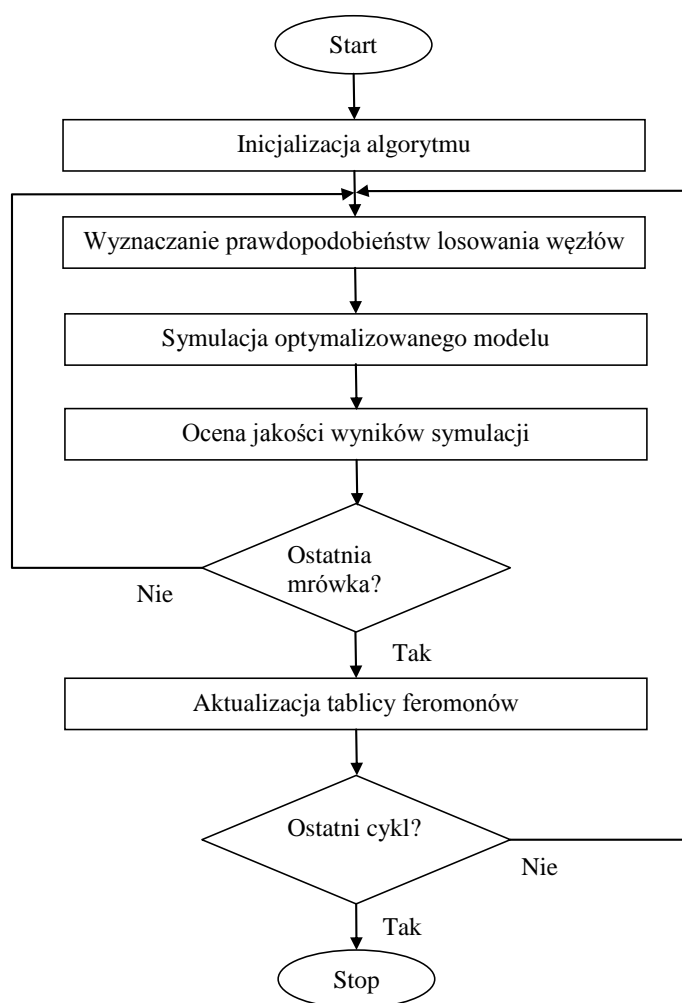 Start
Inicjalizacja algorytmu
Wyznaczanie prawdopodobieństw losowania węzłów
Symulacja optymalizowanego modelu
Ocena jakości wyników symulacji
Ostatnia
mrówka?
Nie
Tak
Aktualizacja tablicy feromonów
Ostatni cykl?
Nie
Tak
Stop